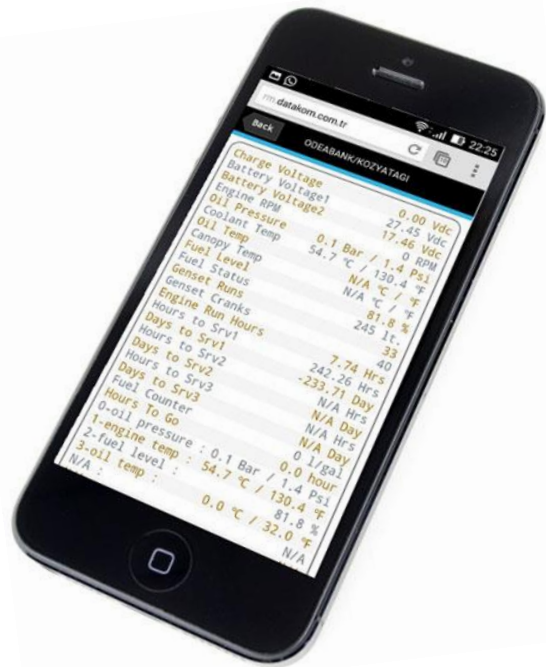 22:25
rm.datakom.com.tr
Back
ODEABANK/KOZYATAGI
Charge Voltage 0.00 Vdc
Battery Voltage1 27.45 Vdc
Battery Voltage2 17.46 Vdc
Engine RPM 0 RPM
Oil Pressure 0.1 Bar / 1.4 Psi
Coolant Temp 54.7 °C / 130.4 °F
Oil Temp N/A °C / °F
Canopy Temp N/A °C / °F
Fuel Level 81.8 %
Fuel Status 245 lt.
Genset Runs 33
Genset Cranks 40
Engine Run Hours 7.74 Hrs
Hours to Srv1 242.26 Hrs
Days to Srv1 -233.71 Day
Hours to Srv2 N/A Hrs
Days to Srv2 N/A Day
Hours to Srv3 N/A Hrs
Days to Srv3 N/A Day
Fuel Counter 0 l/gal
Hours To Go 0.0 hour
0-oil pressure : 0.1 Bar / 1.4 Psi
1-engine temp : 54.7 °C / 130.4 °F
2-fuel level : 81.8 %
3-oil temp : 0.0 °C / 32.0 °F
N/A : N/A
N/A